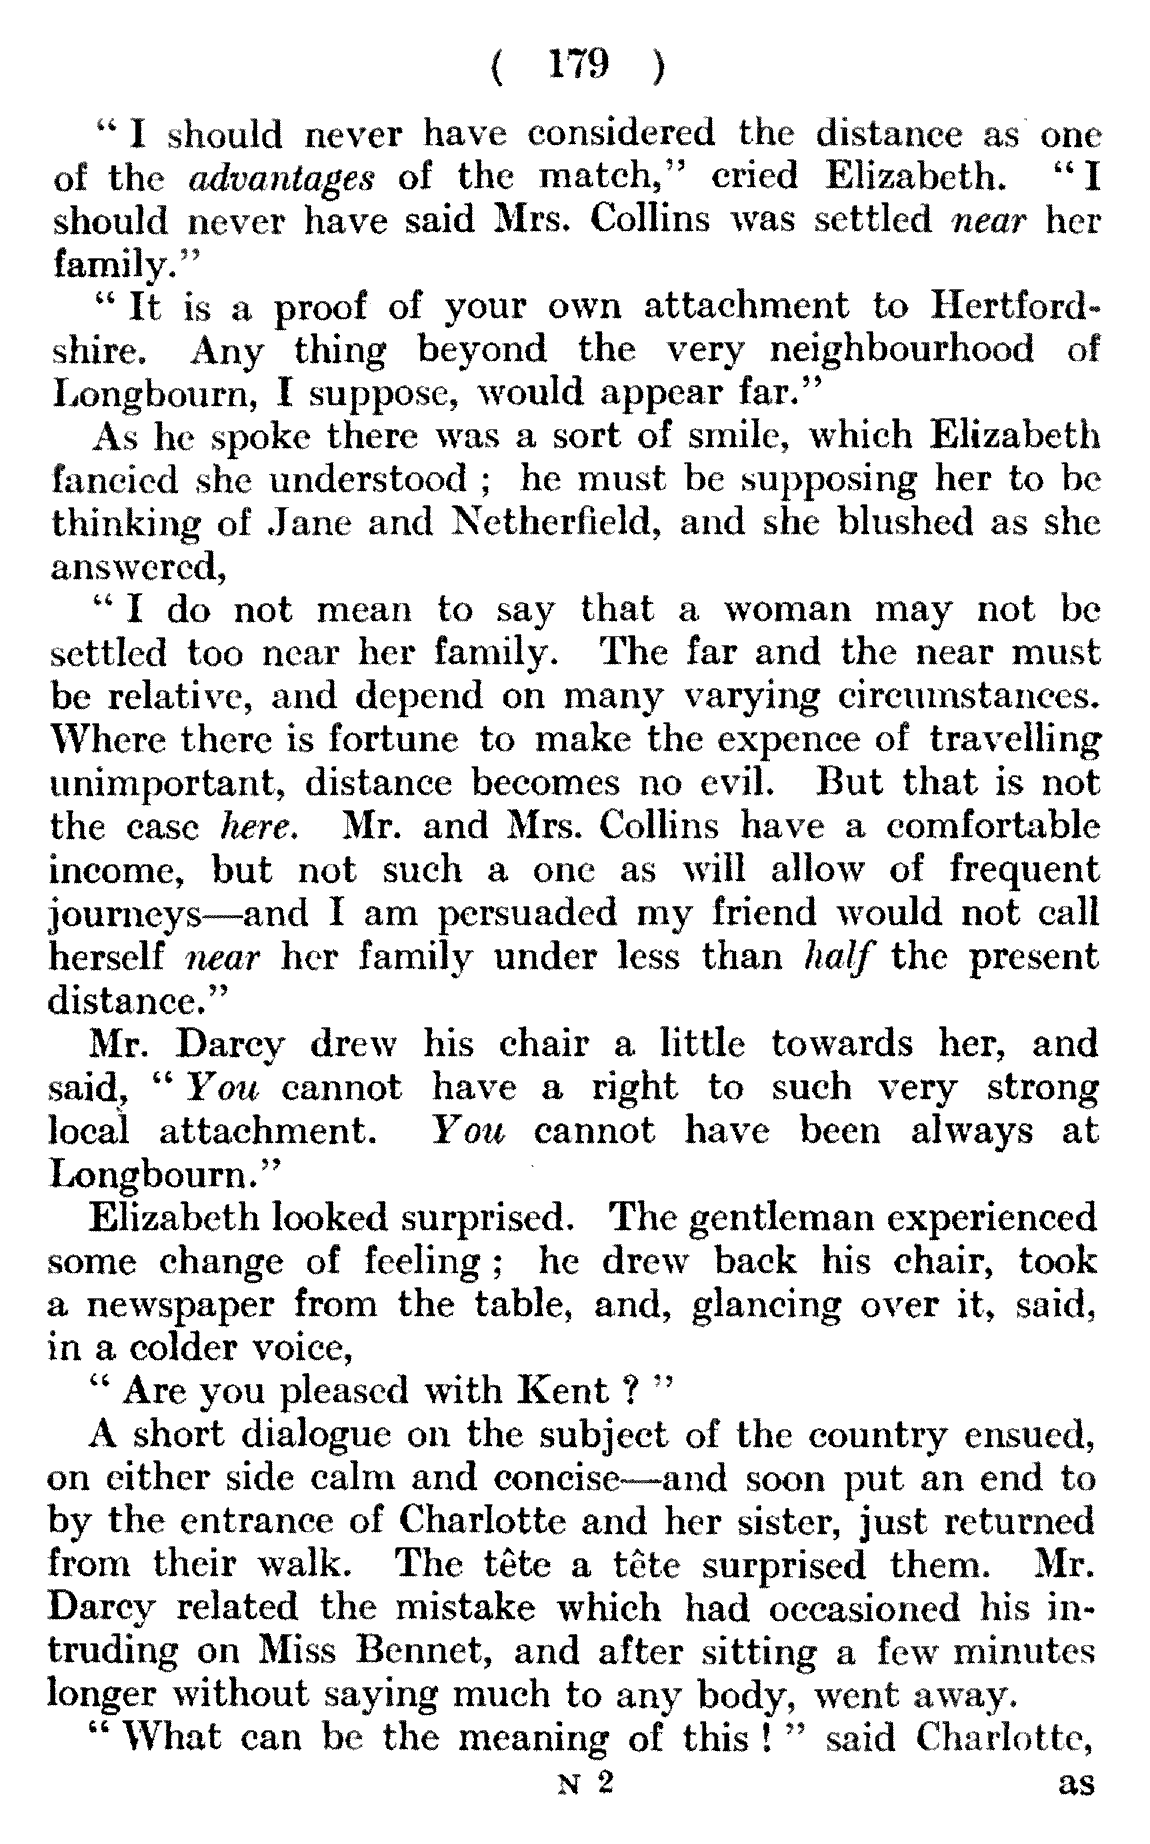 ( 179 )
“ I should never have considered the distance as one
of the advantages of the match,” cried Elizabeth. “ I
should never have said Mrs. Collins was settled near her
family.”
“ It is a proof of your own attachment to Hertford-
shire. Any thing beyond the very neighbourhood of
Longbourn, I suppose, would appear far.”
As he spoke there was a sort of smile, which Elizabeth
fancied she understood ; he must be supposing her to be
thinking of Jane and Netherfield, and she blushed as she
answered,
“ I do not mean to say that a woman may not be
settled too near her family. The far and the near must
be relative, and depend on many varying circumstances.
Where there is fortune to make the expence of travelling
unimportant, distance becomes no evil. But that is not
the case here. Mr. and Mrs. Collins have a comfortable
income, but not such a one as will allow of frequent
journeys—and I am persuaded my friend would not call
herself near her family under less than half the present
distance.”
Mr. Darcy drew his chair a little towards her, and
said, “ You cannot have a right to such very strong
local attachment. You cannot have been always at
Longbourn.”
Elizabeth looked surprised. The gentleman experienced
some change of feeling ; he drew back his chair, took
a newspaper from the table, and, glancing over it, said,
in a colder voice,
“ Are you pleased with Kent ? ”
A short dialogue on the subject of the country ensued,
on either side calm and concise—and soon put an end to
by the entrance of Charlotte and her sister, just returned
from their walk. The tête a tête surprised them. Mr.
Darcy related the mistake which had occasioned his in-
truding on Miss Bennet, and after sitting a few minutes
longer without saying much to any body, went away.
“ What can be the meaning of this ! ” said Charlotte,
N 2 as